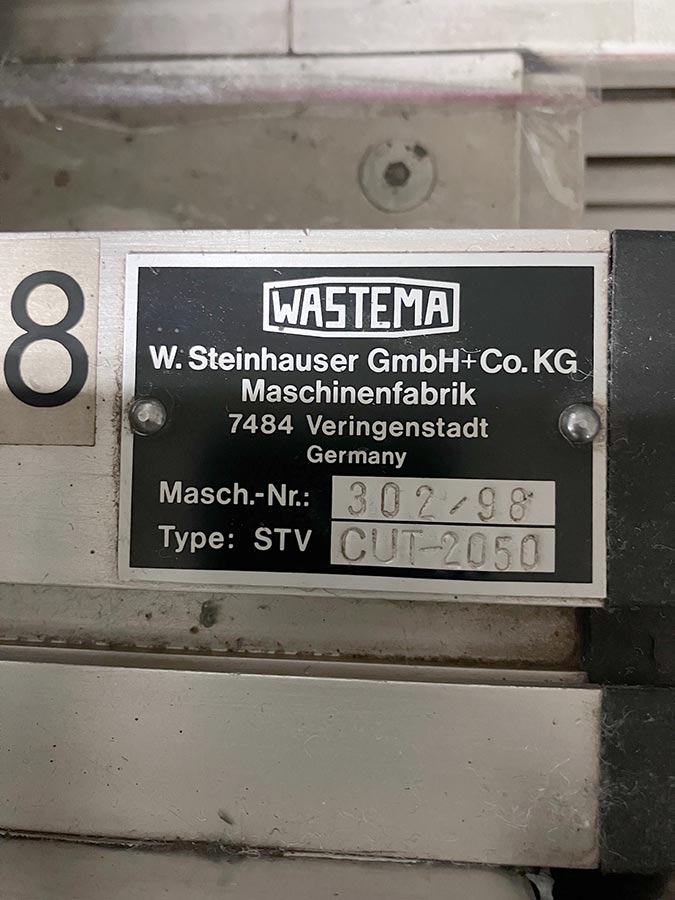 8
WASTEMA
W. Steinhauser GmbH+Co. KG
Maschinenfabrik
7484 Veringenstadt
Germany
Masch.-Nr.: 302/98
Type: STV CUT-2050